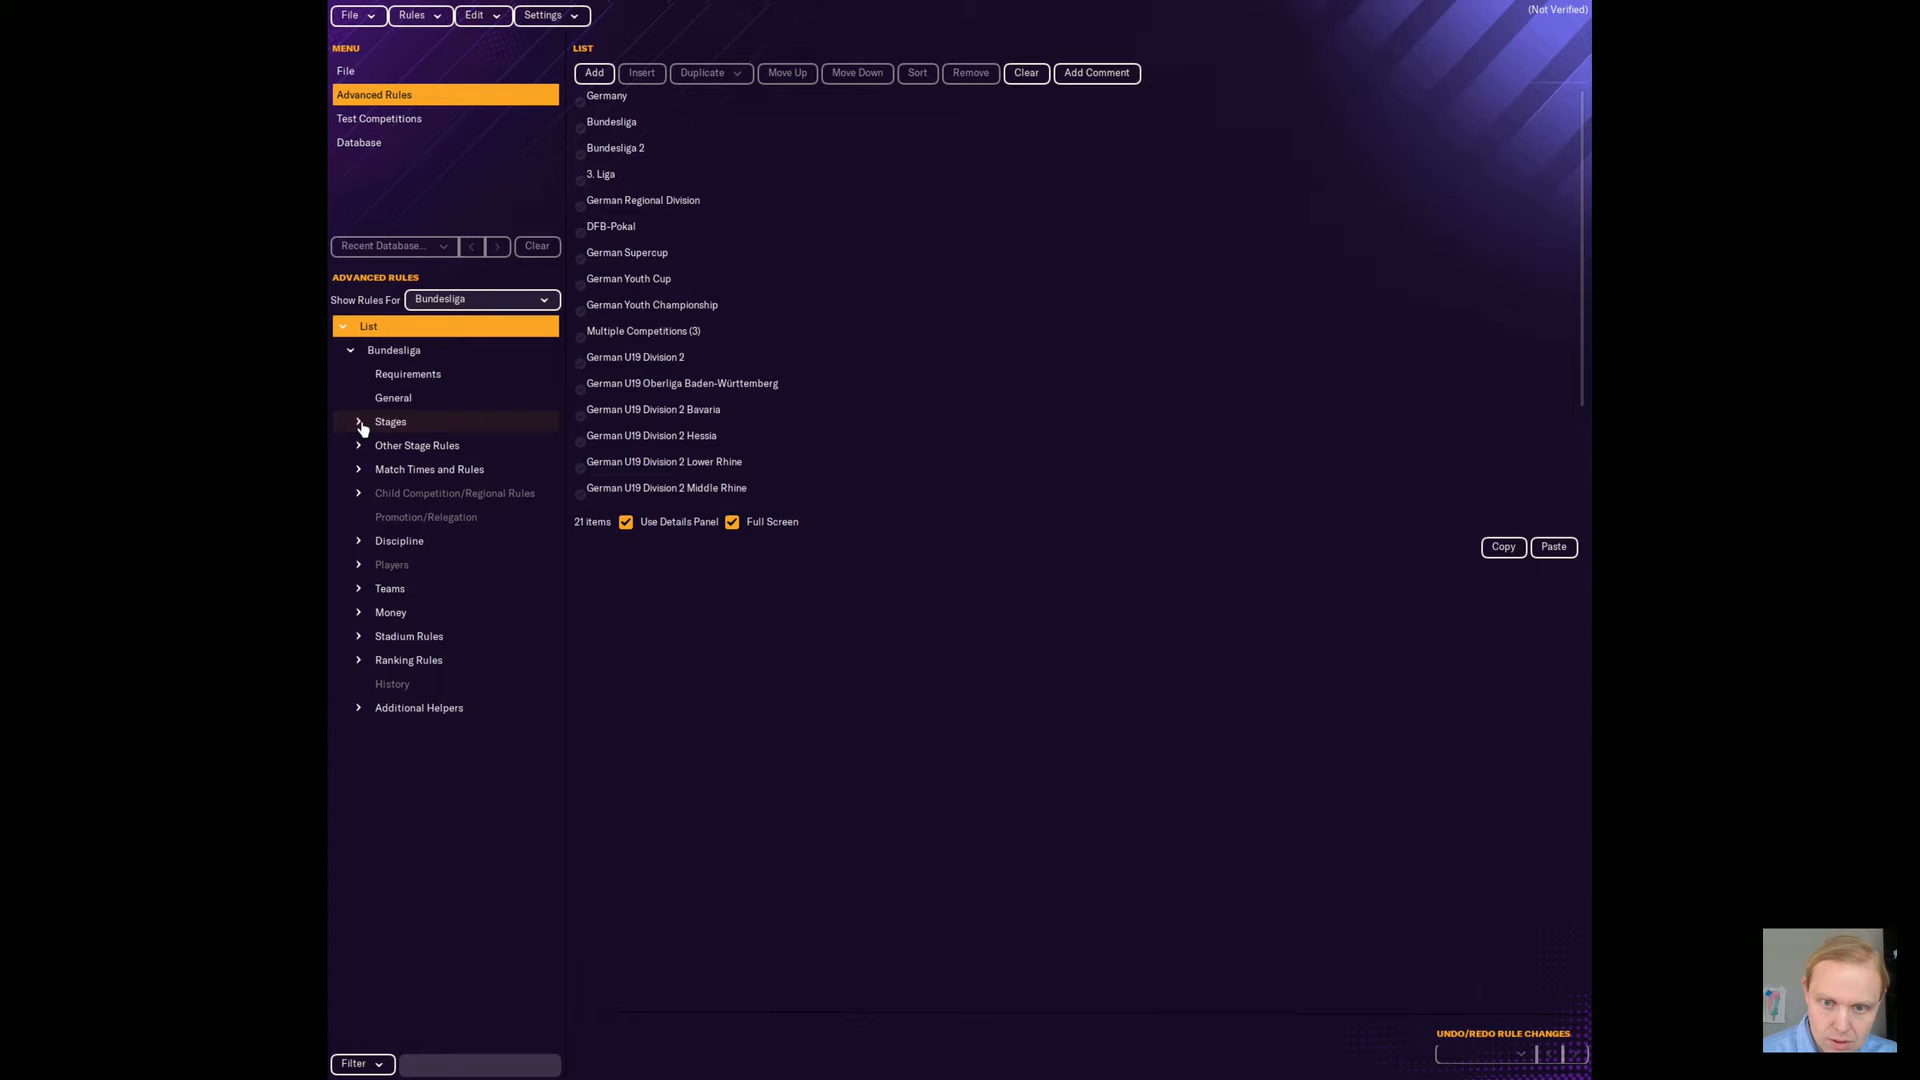 File
Rules
Edit
Settings
(Not Verified)
MENU
File
Advanced Rules
Test Competitions
Database
Recent Database...
Clear
ADVANCED RULES
Show Rules For
Bundesliga
List
Bundesliga
Requirements
General
Stages
Other Stage Rules
Match Times and Rules
Child Competition/Regional Rules
Promotion/Relegation
Discipline
Players
Teams
Money
Stadium Rules
Ranking Rules
History
Additional Helpers
Filter
LIST
Add
Insert
Duplicate
Move Up
Move Down
Sort
Remove
Clear
Add Comment
Germany
Bundesliga
Bundesliga 2
3. Liga
German Regional Division
DFB-Pokal
German Supercup
German Youth Cup
German Youth Championship
Multiple Competitions (3)
German U19 Division 2
German U19 Oberliga Baden-Württemberg
German U19 Division 2 Bavaria
German U19 Division 2 Hessia
German U19 Division 2 Lower Rhine
German U19 Division 2 Middle Rhine
21 items
Use Details Panel
Full Screen
Copy
Paste
UNDO/REDO RULE CHANGES